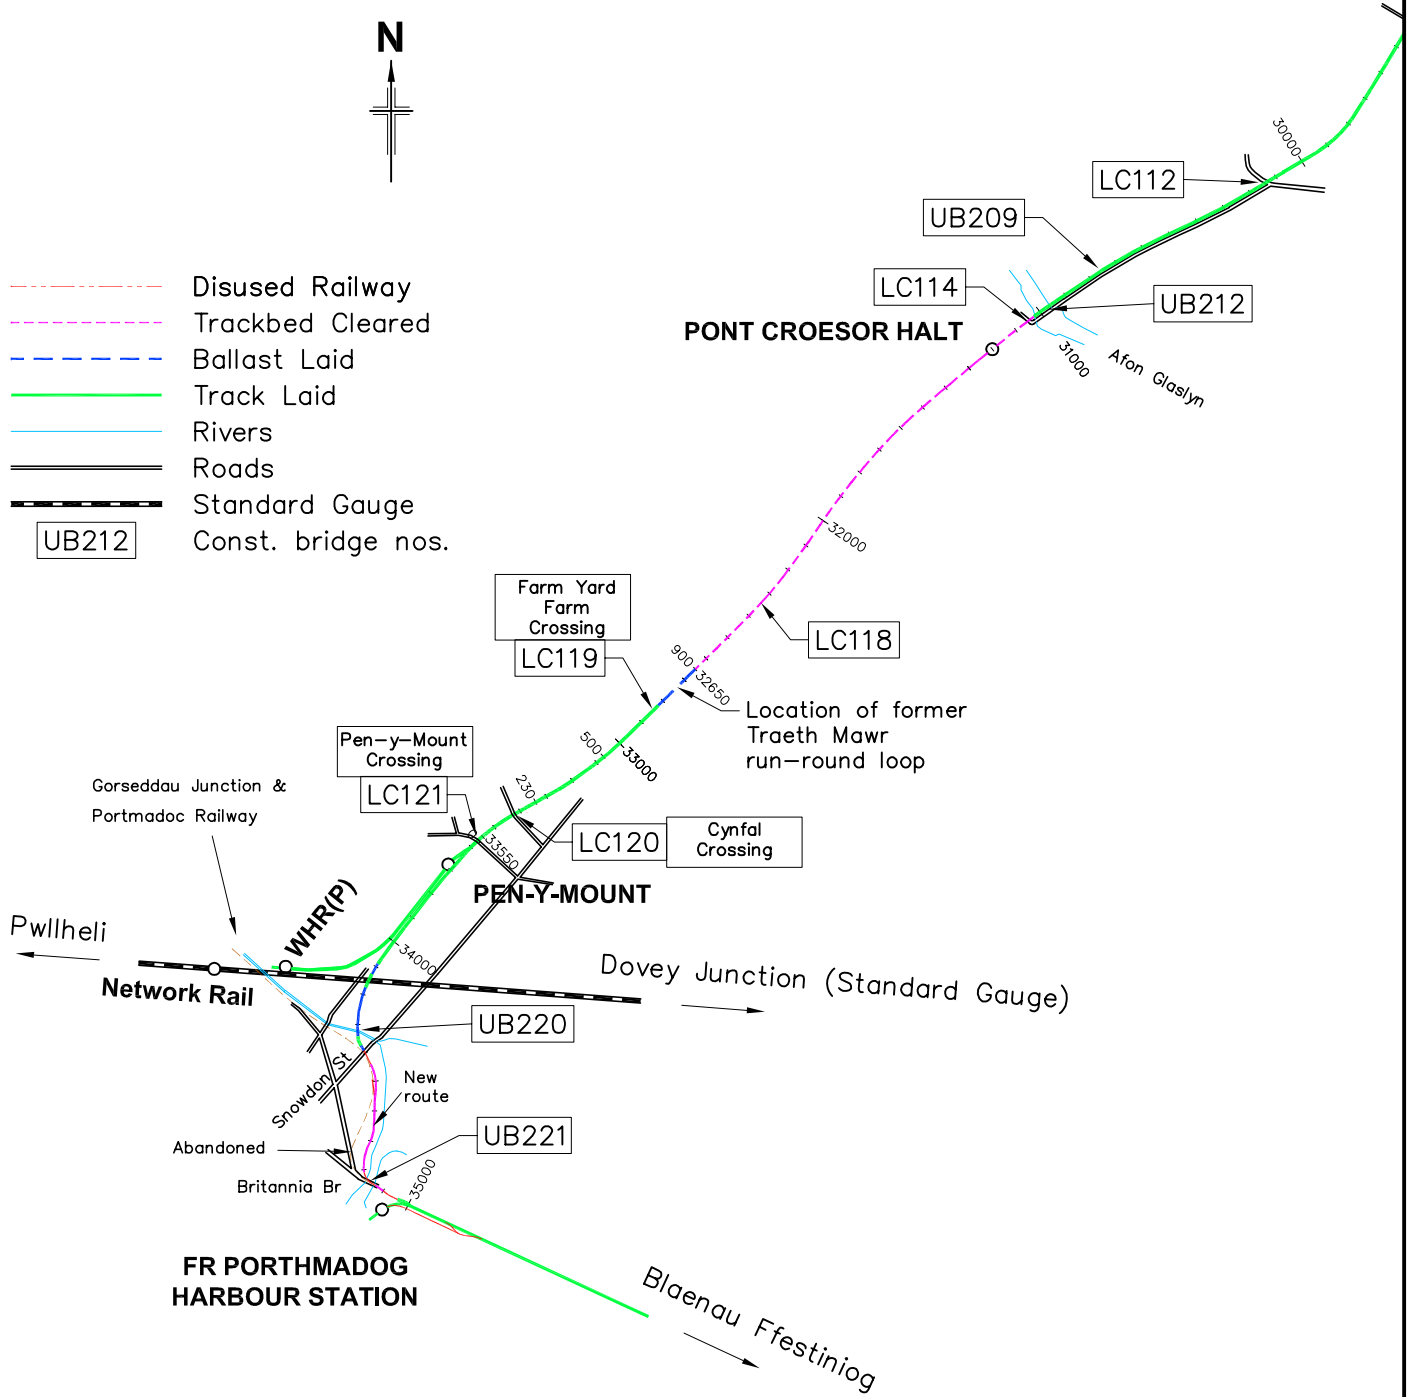 N
30000
LC112
UB209
LC114
UB212
PONT CROESOR HALT
31000
Afon Glaslyn
Disused Railway
Trackbed Cleared
Ballast Laid
Track Laid
Rivers
Roads
Standard Gauge
UB212
Const. bridge nos.
32000
Farm Yard
Farm
Crossing
LC119
LC118
900
32650
Location of former
Traeth Mawr
run-round loop
500
33000
Pen-y-Mount
Crossing
LC121
230
Gorseddau Junction &
Portmadoc Railway
LC120
Cynfal
Crossing
33550
PEN-Y-MOUNT
WHR(P)
Pwllheli
34000
Network Rail
Dovey Junction (Standard Gauge)
UB220
Snowdon St
New
route
UB221
Abandoned
Britannia Br
35000
FR PORTHMADOG
HARBOUR STATION
Blaenau Ffestiniog